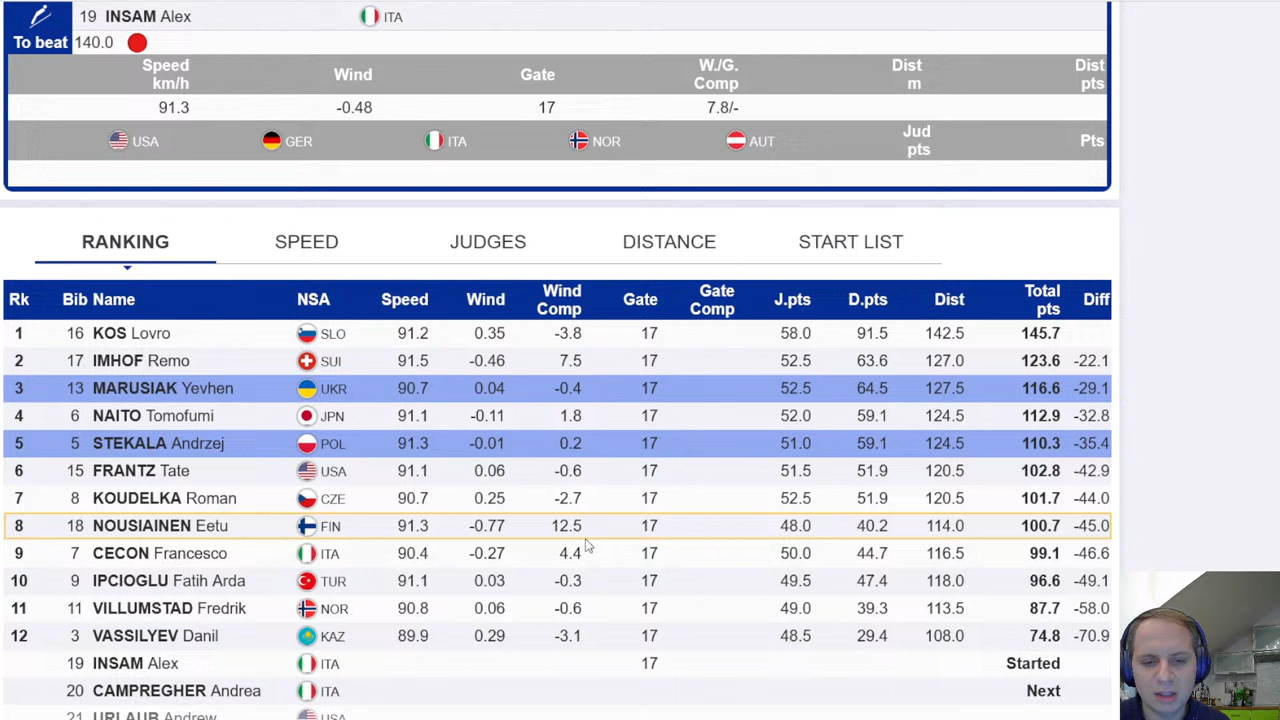 19 INSAM Alex ITA
To beat 140.0
Speed km/h Wind Gate W./G. Comp Dist m Dist pts
91.3 -0.48 17 7.8/-
USA GER ITA NOR AUT Jud pts Pts
RANKING SPEED JUDGES DISTANCE START LIST
Rk Bib Name NSA Speed Wind Wind Comp Gate Gate Comp J.pts D.pts Dist Total pts Diff
1 16 KOS Lovro SLO 91.2 0.35 -3.8 17 58.0 91.5 142.5 145.7
2 17 IMHOF Remo SUI 91.5 -0.46 7.5 17 52.5 63.6 127.0 123.6 -22.1
3 13 MARUSIAK Yevhen UKR 90.7 0.04 -0.4 17 52.5 64.5 127.5 116.6 -29.1
4 6 NAITO Tomofumi JPN 91.1 -0.11 1.8 17 52.0 59.1 124.5 112.9 -32.8
5 5 STEKALA Andrzej POL 91.3 -0.01 0.2 17 51.0 59.1 124.5 110.3 -35.4
6 15 FRANTZ Tate USA 91.1 0.06 -0.6 17 51.5 51.9 120.5 102.8 -42.9
7 8 KOUDELKA Roman CZE 90.7 0.25 -2.7 17 52.5 51.9 120.5 101.7 -44.0
8 18 NOUSIAINEN Eetu FIN 91.3 -0.77 12.5 17 48.0 40.2 114.0 100.7 -45.0
9 7 CECON Francesco ITA 90.4 -0.27 4.4 17 50.0 44.7 116.5 99.1 -46.6
10 9 IPCIOGLU Fatih Arda TUR 91.1 0.03 -0.3 17 49.5 47.4 118.0 96.6 -49.1
11 11 VILLUMSTAD Fredrik NOR 90.8 0.06 -0.6 17 49.0 39.3 113.5 87.7 -58.0
12 3 VASSILYEV Danil KAZ 89.9 0.29 -3.1 17 48.5 29.4 108.0 74.8 -70.9
19 INSAM Alex ITA 17 Started
20 CAMPREGHER Andrea ITA Next
21 URLAUB Andrew USA